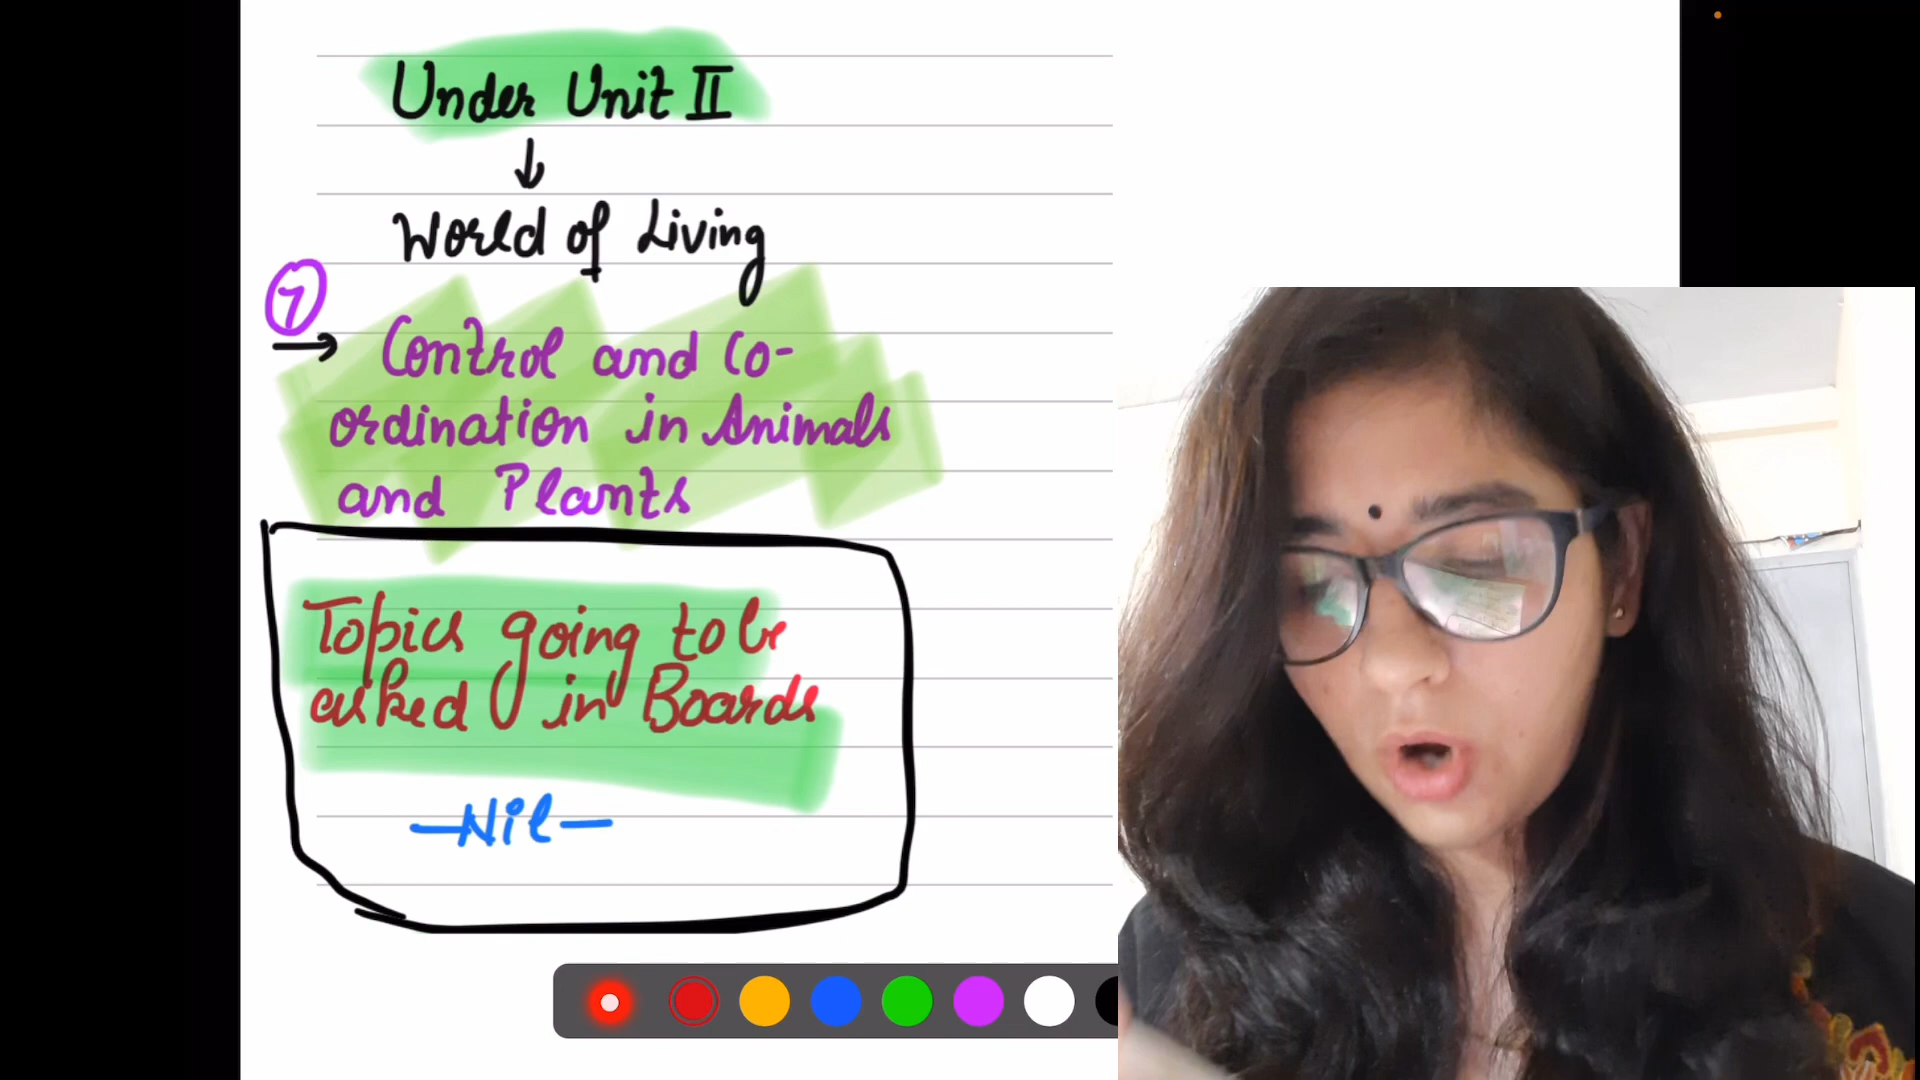 Under Unit II
World of Living
7
Control and Co-
ordination in Animals
and Plants
Topics going to be
asked in Boards
-Nil-